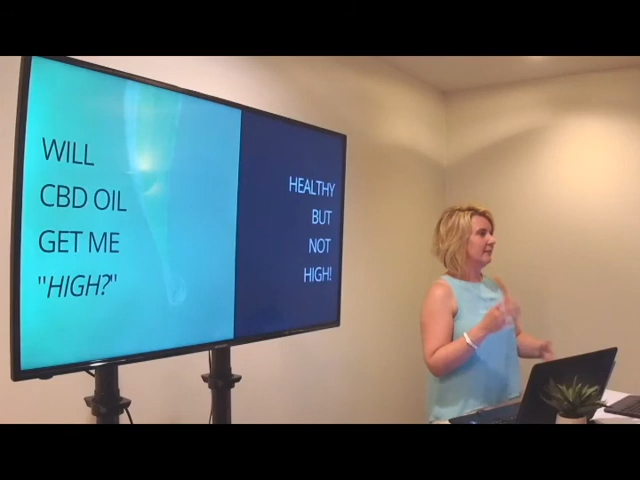 WILL
CBD OIL
GET ME
"HIGH?"
HEALTHY
BUT
NOT
HIGH!